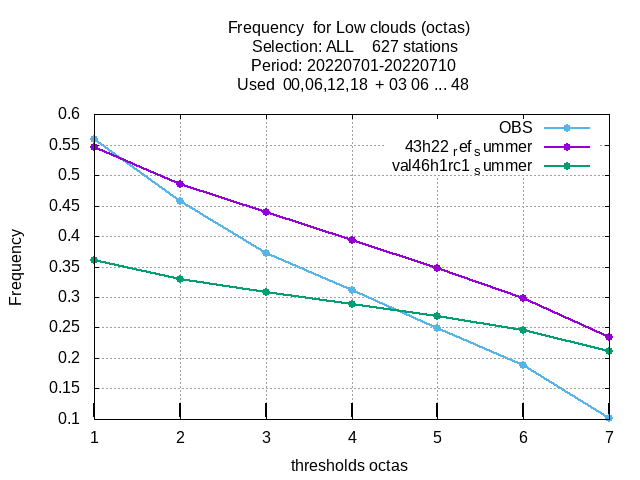 Frequency for Low clouds (octas)
Selection: ALL 627 stations
Period: 20220701-20220710
Used 00,06,12,18 + 03 06 ... 48
0.6
0.55
0.5
0.45
0.4
0.35
0.3
0.25
0.2
0.15
0.1
Frequency
OBS
43h22 ref summer
val46h1rc1 summer
1 2 3 4 5 6 7
thresholds octas